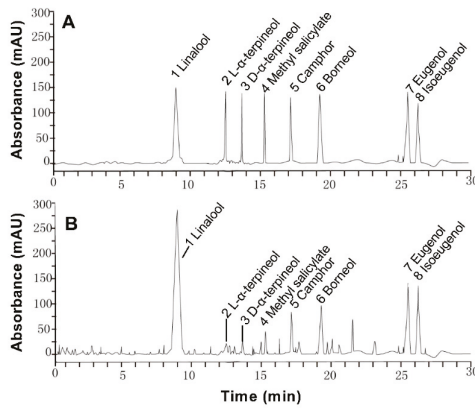 A
Absorbance (mAU)
300
250
200
150
100
50
0
1 Linalool
2 L-α-terpineol
3 D-α-terpineol
4 Methyl salicylate
5 Camphor
6 Borneol
7 Eugenol
8 Isoeugenol
0 5 10 15 20 25 30
B
Absorbance (mAU)
300
250
200
150
100
50
0
1 Linalool
2 L-α-terpineol
3 D-α-terpineol
4 Methyl salicylate
5 Camphor
6 Borneol
7 Eugenol
8 Isoeugenol
0 5 10 15 20 25 30
Time (min)